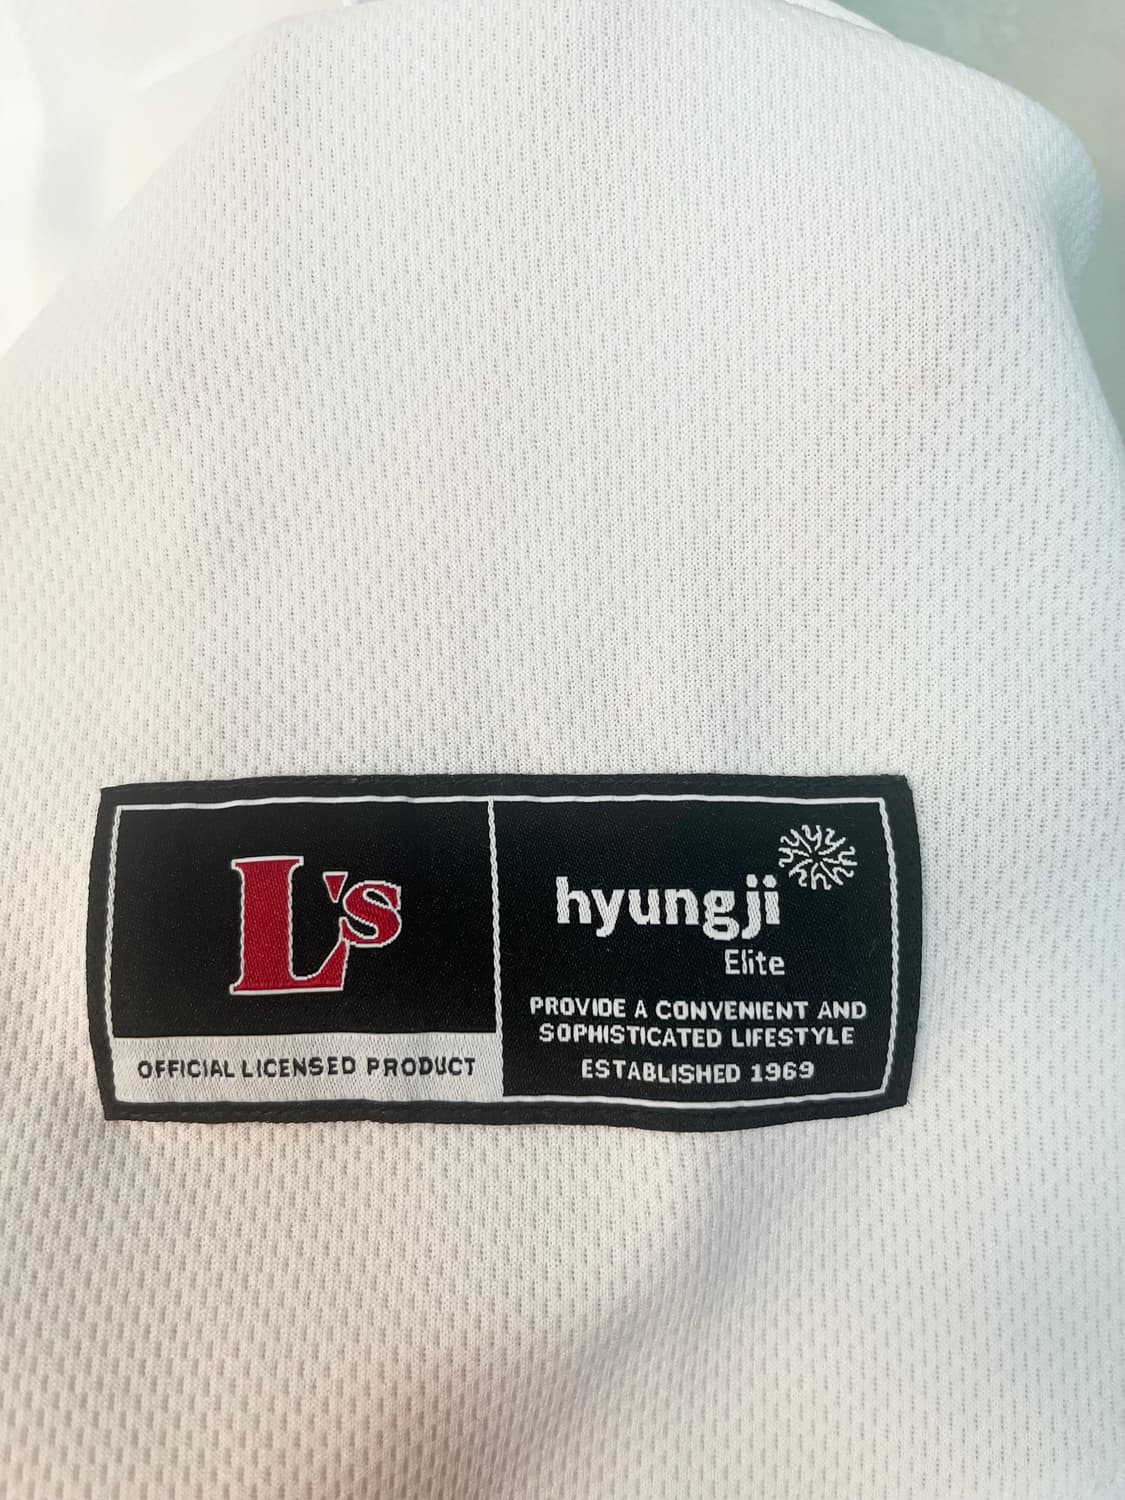 L's
OFFICIAL LICENSED PRODUCT
hyungji
Elite
PROVIDE A CONVENIENT AND
SOPHISTICATED LIFESTYLE
ESTABLISHED 1969